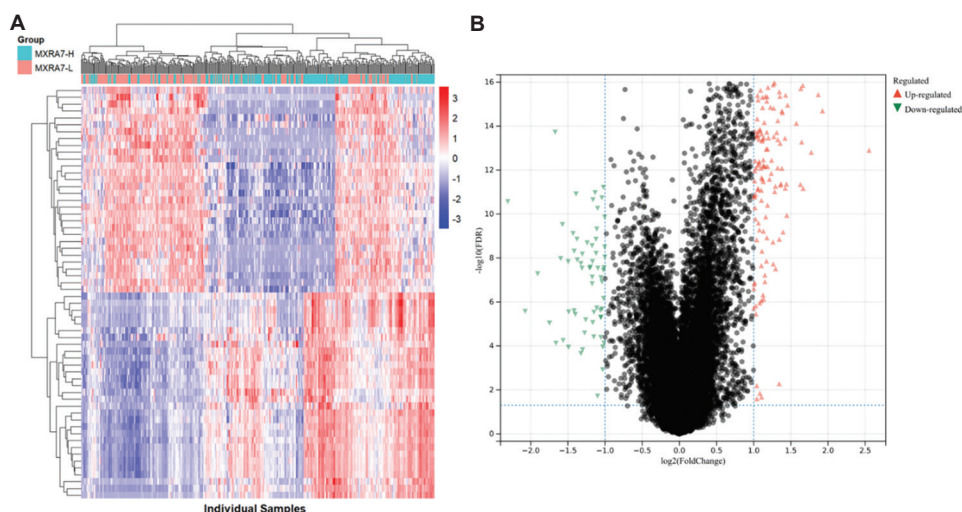 A
Group
MXRA7-H
MXRA7-L
3
2
1
0
-1
-2
-3
Individual Samples
B
16
14
12
10
8
6
4
2
0
-log10(FDR)
-2.0
-1.5
-1.0
-0.5
0.0
0.5
1.0
1.5
2.0
2.5
log2(FoldChange)
Regulated
Up-regulated
Down-regulated